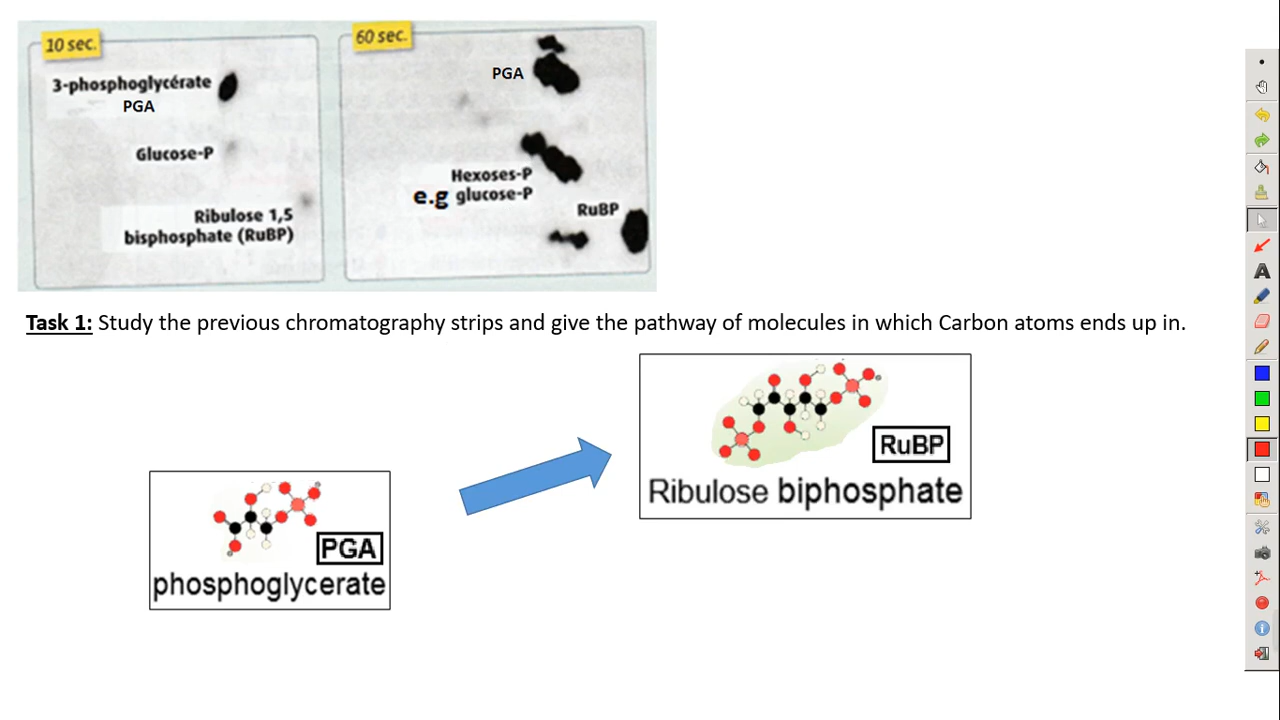 10 sec.
3-phosphoglycérate
PGA
Glucose-P
Ribulose 1,5
bisphosphate (RuBP)
60 sec.
PGA
Hexoses-P
e.g glucose-P
RuBP
Task 1: Study the previous chromatography strips and give the pathway of molecules in which Carbon atoms ends up in.
RuBP
Ribulose biphosphate
PGA
phosphoglycerate
A